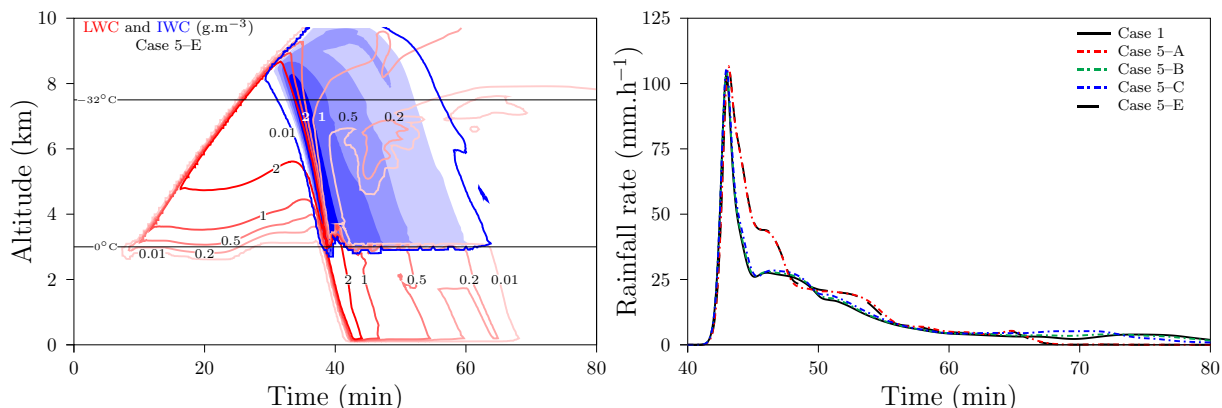 LWC and IWC (g.m−3)
Case 5–E
10
8
6
4
2
0
Altitude (km)
−32°C
0°C
2
1
0.5
0.2
0.01
2
1
0.5
0.2
0.01
2
1
0.5
0.2
0.01
0 20 40 60 80
Time (min)
125
100
75
50
25
0
Rainfall rate (mm.h−1)
Case 1
Case 5–A
Case 5–B
Case 5–C
Case 5–E
40 50 60 70 80
Time (min)